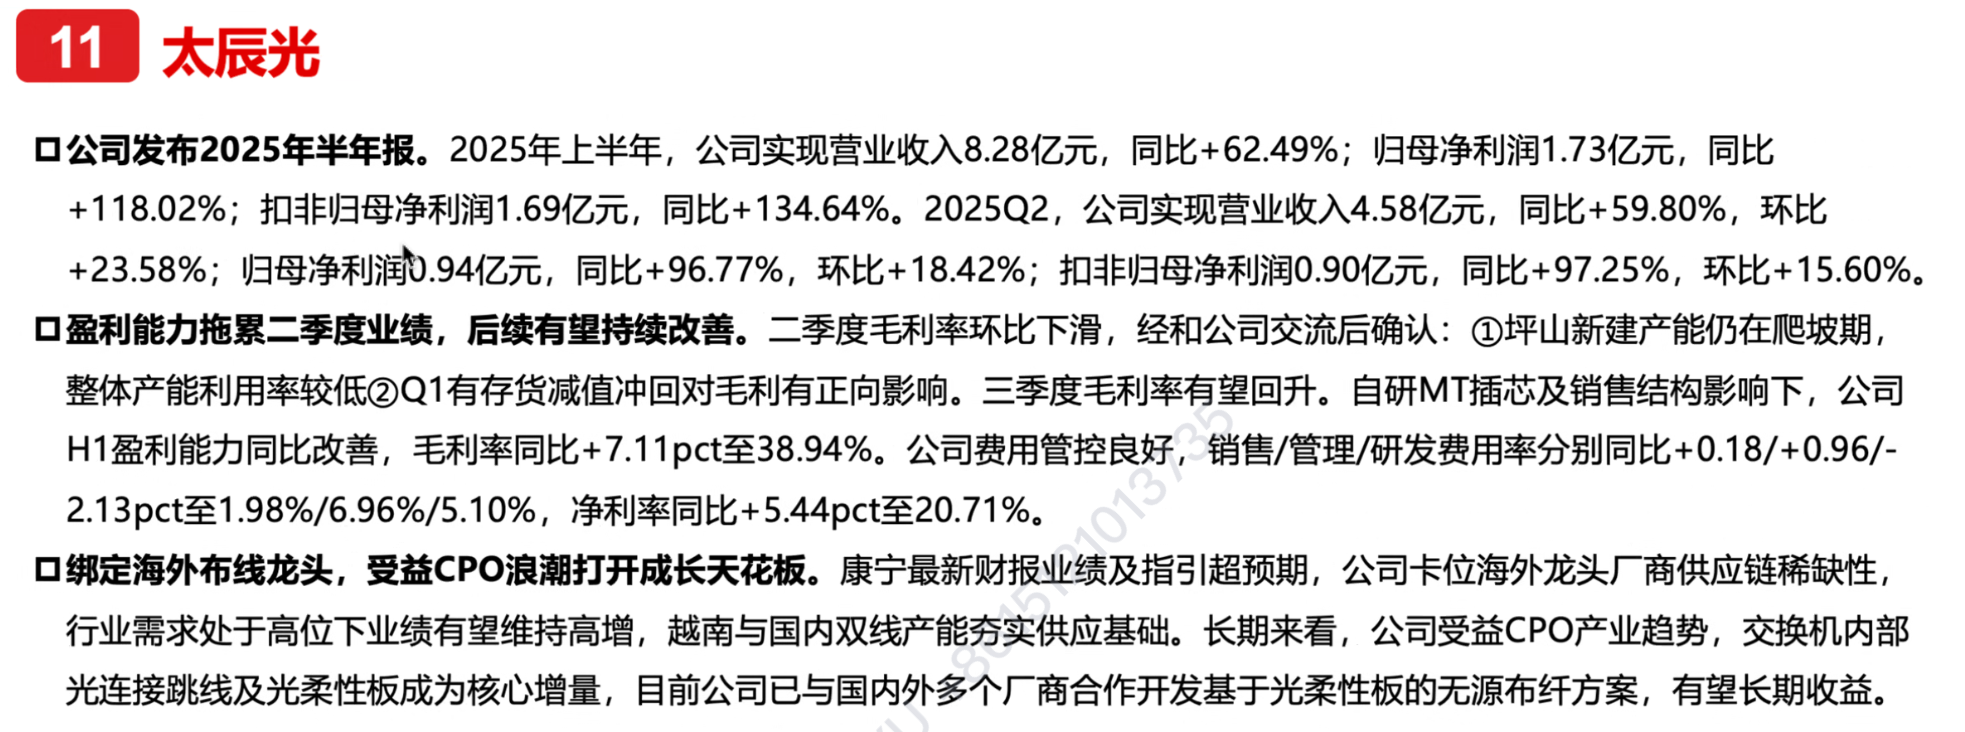 11 太辰光
公司发布2025年半年报。2025年上半年，公司实现营业收入8.28亿元，同比+62.49%；归母净利润1.73亿元，同比
+118.02%；扣非归母净利润1.69亿元，同比+134.64%。2025Q2，公司实现营业收入4.58亿元，同比+59.80%，环比
+23.58%；归母净利润0.94亿元，同比+96.77%，环比+18.42%；扣非归母净利润0.90亿元，同比+97.25%，环比+15.60%。
盈利能力拖累二季度业绩，后续有望持续改善。二季度毛利率环比下滑，经和公司交流后确认：①坪山新建产能仍在爬坡期，
整体产能利用率较低②Q1有存货减值冲回对毛利有正向影响。三季度毛利率有望回升。自研MT插芯及销售结构影响下，公司
H1盈利能力同比改善，毛利率同比+7.11pct至38.94%。公司费用管控良好，销售/管理/研发费用率分别同比+0.18/+0.96/-
2.13pct至1.98%/6.96%/5.10%，净利率同比+5.44pct至20.71%。
绑定海外布线龙头，受益CPO浪潮打开成长天花板。康宁最新财报业绩及指引超预期，公司卡位海外龙头厂商供应链稀缺性，
行业需求处于高位下业绩有望维持高增，越南与国内双线产能夯实供应基础。长期来看，公司受益CPO产业趋势，交换机内部
光连接跳线及光柔性板成为核心增量，目前公司已与国内外多个厂商合作开发基于光柔性板的无源布纤方案，有望长期收益。